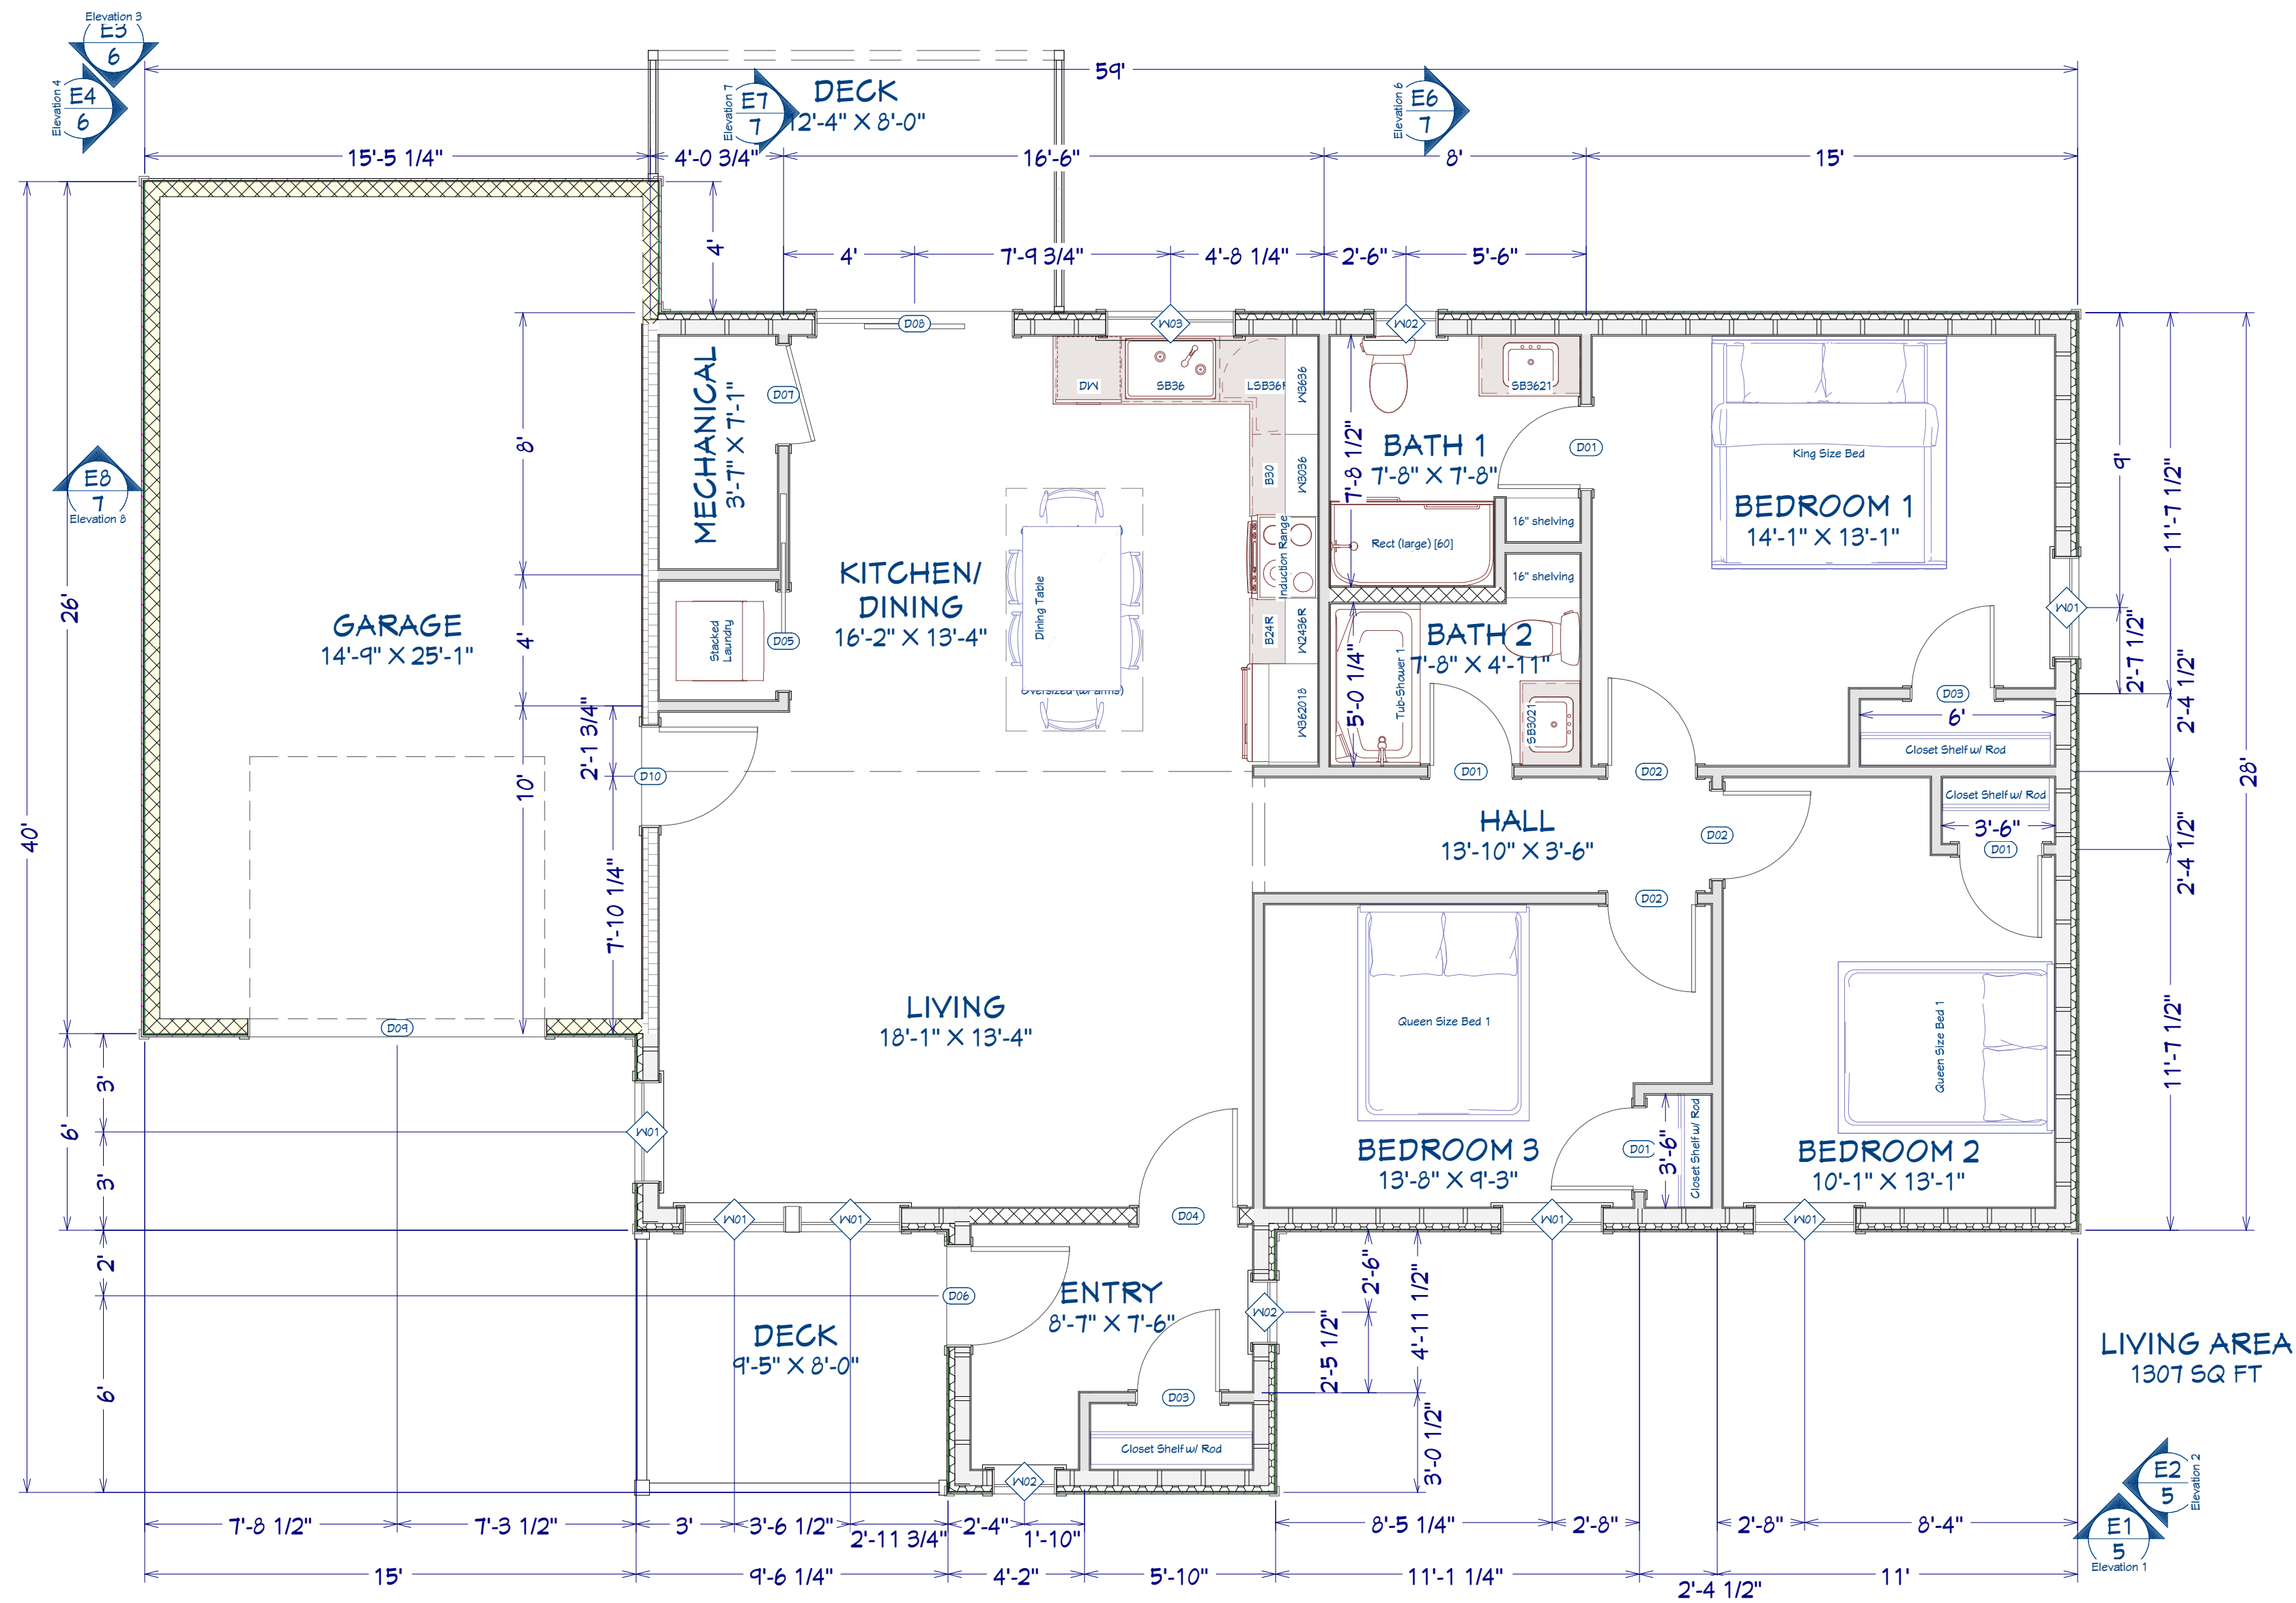 Elevation 3
E3
6
Elevation 4
E4
6
59'
Elevation 7
E7
7
DECK
12'-4" X 8'-0"
Elevation 6
E6
7
15'-5 1/4"
4'-0 3/4"
16'-6"
8'
15'
4'
4'
7'-9 3/4"
4'-8 1/4"
2'-6"
5'-6"
D08
W03
W02
MECHANICAL
3'-7" X 7'-1"
D07
DW
SB36
LSB36R
W3636
SB3621
BATH 1
7'-8" X 7'-8"
7'-8 1/2"
D01
King Size Bed
BEDROOM 1
14'-1" X 13'-1"
9'
11'-7 1/2"
8'
B30
W3036
E8
7
Elevation 8
Induction Range
Rect (large) [60]
16" shelving
16" shelving
26'
40'
GARAGE
14'-9" X 25'-1"
4'
Stacked
Laundry
D05
KITCHEN/
DINING
16'-2" X 13'-4"
Dining Table
Oversized (w/ arms)
B24R
W2436R
W362018
BATH 2
7'-8" X 4'-11"
5'-0 1/4"
Tub-Shower 1
SB3021
W01
2'-7 1/2"
2'-4 1/2"
D03
6'
Closet Shelf w/ Rod
2'-1 3/4"
D10
10'
D01
D02
28'
HALL
13'-10" X 3'-6"
D02
Closet Shelf w/ Rod
3'-6"
D01
2'-4 1/2"
7'-10 1/4"
D02
LIVING
18'-1" X 13'-4"
Queen Size Bed 1
Queen Size Bed 1
11'-7 1/2"
D09
3'
6'
3'
W01
BEDROOM 3
13'-8" X 9'-3"
D01
3'-6"
Closet Shelf w/ Rod
BEDROOM 2
10'-1" X 13'-1"
W01
W01
D04
W01
W01
2'
6'
D06
ENTRY
8'-7" X 7'-6"
W02
2'-6"
2'-5 1/2"
4'-11 1/2"
DECK
9'-5" X 8'-0"
D03
Closet Shelf w/ Rod
3'-0 1/2"
W02
LIVING AREA
1307 SQ FT
E2
5
Elevation 2
E1
5
Elevation 1
7'-8 1/2"
7'-3 1/2"
3'
3'-6 1/2"
2'-11 3/4"
2'-4"
1'-10"
8'-5 1/4"
2'-8"
2'-8"
8'-4"
15'
9'-6 1/4"
4'-2"
5'-10"
11'-1 1/4"
2'-4 1/2"
11'